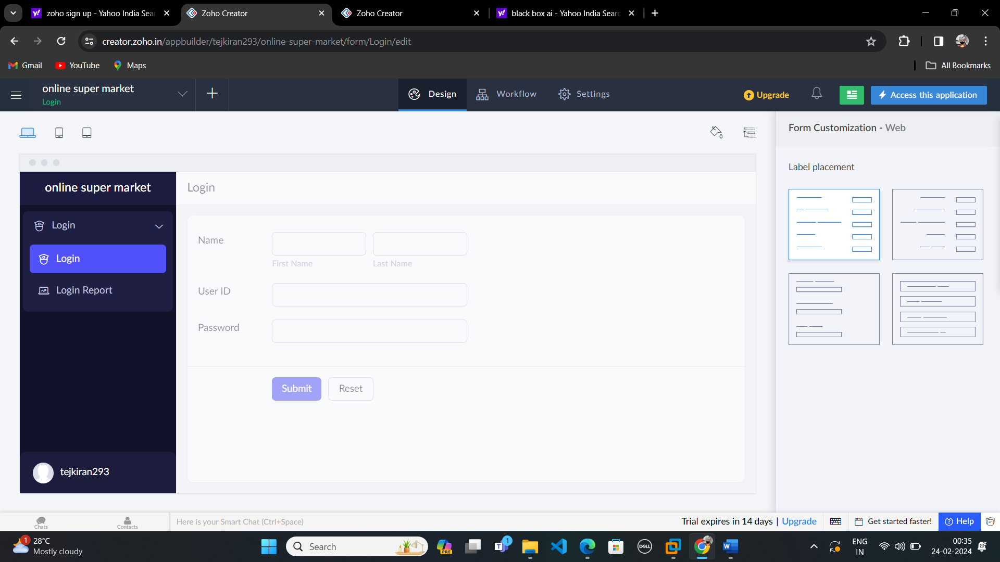 zoho sign up - Yahoo India Sear
Zoho Creator
Zoho Creator
black box ai - Yahoo India Searc
creator.zoho.in/appbuilder/tejkiran293/online-super-market/form/Login/edit
Gmail
YouTube
Maps
All Bookmarks
online super market
Login
Design
Workflow
Settings
Upgrade
Access this application
Form Customization - Web
Label placement
online super market
Login
Login
Login
Login Report
Name
First Name
Last Name
User ID
Password
Submit
Reset
tejkiran293
Chats
Contacts
Here is your Smart Chat (Ctrl+Space)
Trial expires in 14 days | Upgrade
Get started faster!
Help
1
28°C
Mostly cloudy
Search
PRE
1
DELL
ENG
IN
00:35
24-02-2024